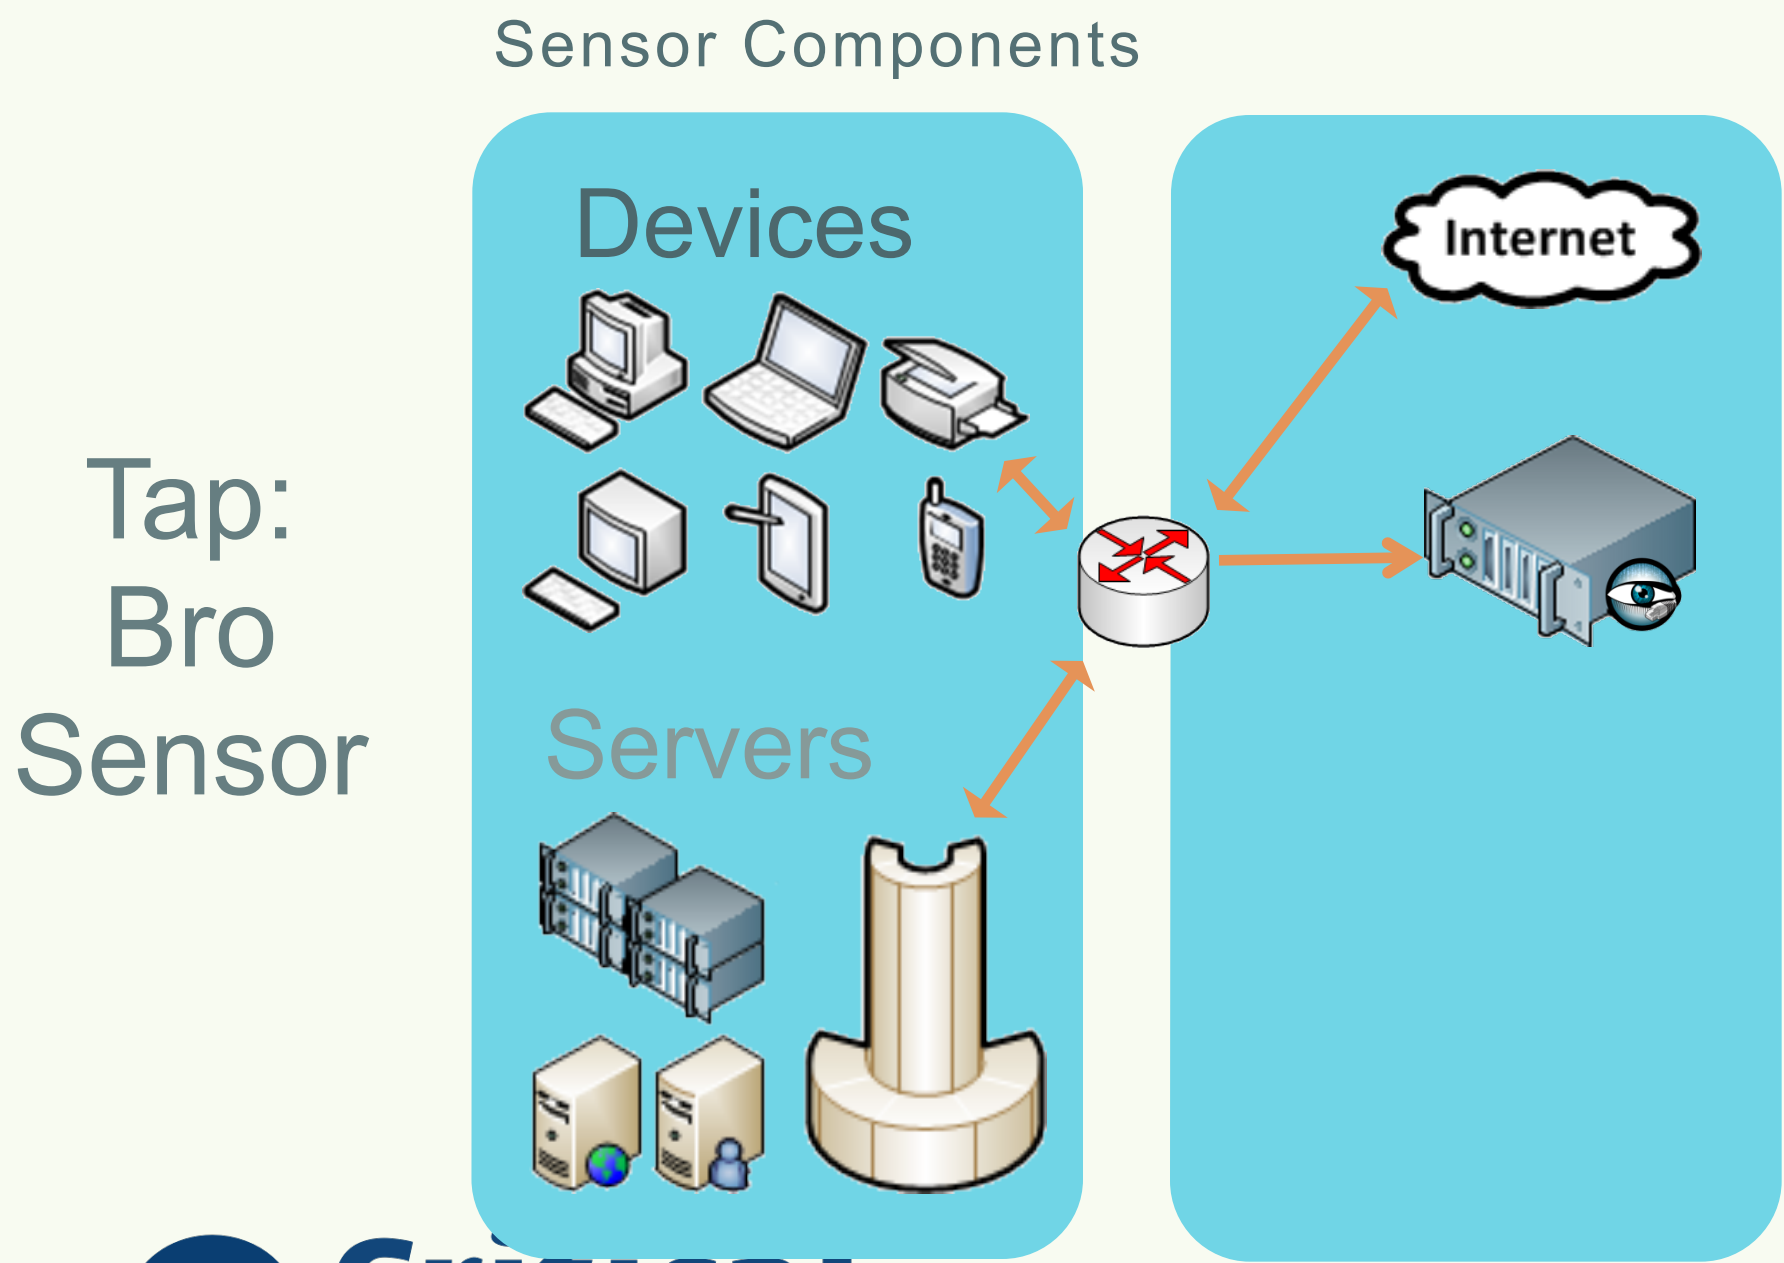 Sensor Components
Devices
Internet
Tap:
Bro
Sensor
Servers